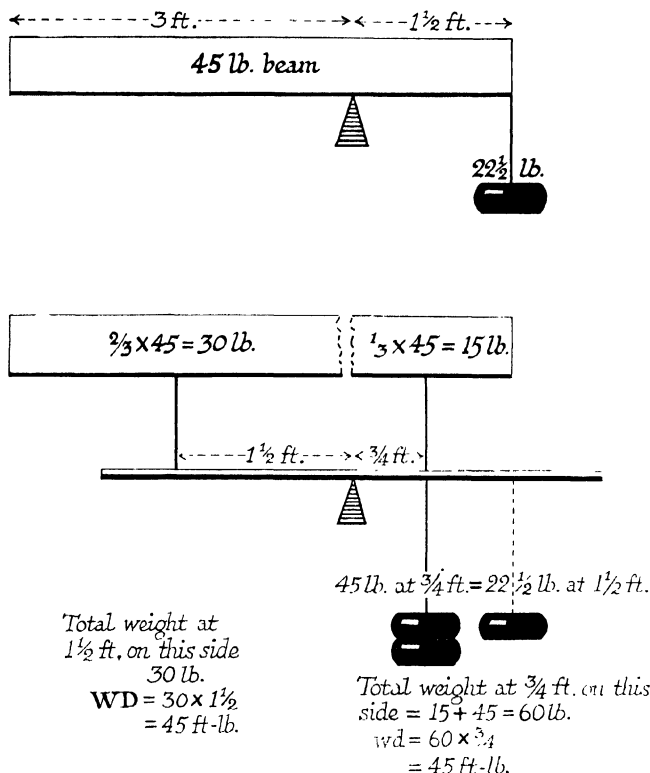 3 ft. 1½ ft.
45 lb. beam
22½ lb.
⅔ × 45 = 30 lb. ⅓ × 45 = 15 lb.
1½ ft. ¾ ft.
45 lb. at ¾ ft. = 22½ lb. at 1½ ft.
Total weight at
1½ ft. on this side
30 lb.
WD = 30 × 1½
= 45 ft-lb.
Total weight at ¾ ft. on this
side = 15 + 45 = 60 lb.
wd = 60 × ¾
= 45 ft-lb.